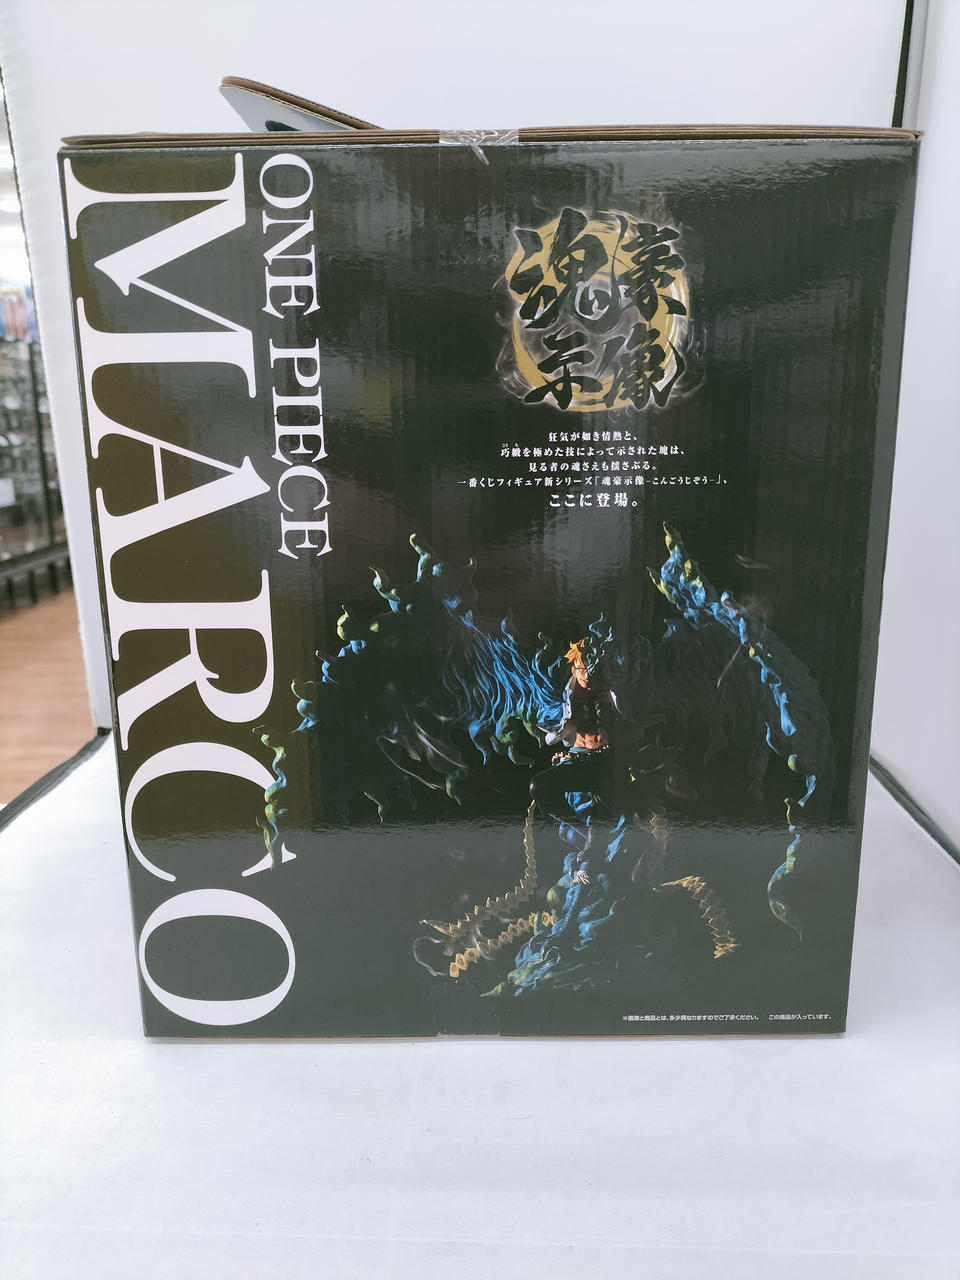 ONE PIECE
MARCO
魂豪
示像
狂気が如き情熱と、
巧緻を極めた技によって示された塊は、
見る者の魂さえも揺さぶる。
一番くじフィギュア新シリーズ「魂豪示像-こんごうじぞう-」、
ここに登場。
※画像と商品とは、多少異なりますのでご了承ください。 この商品が入っています。